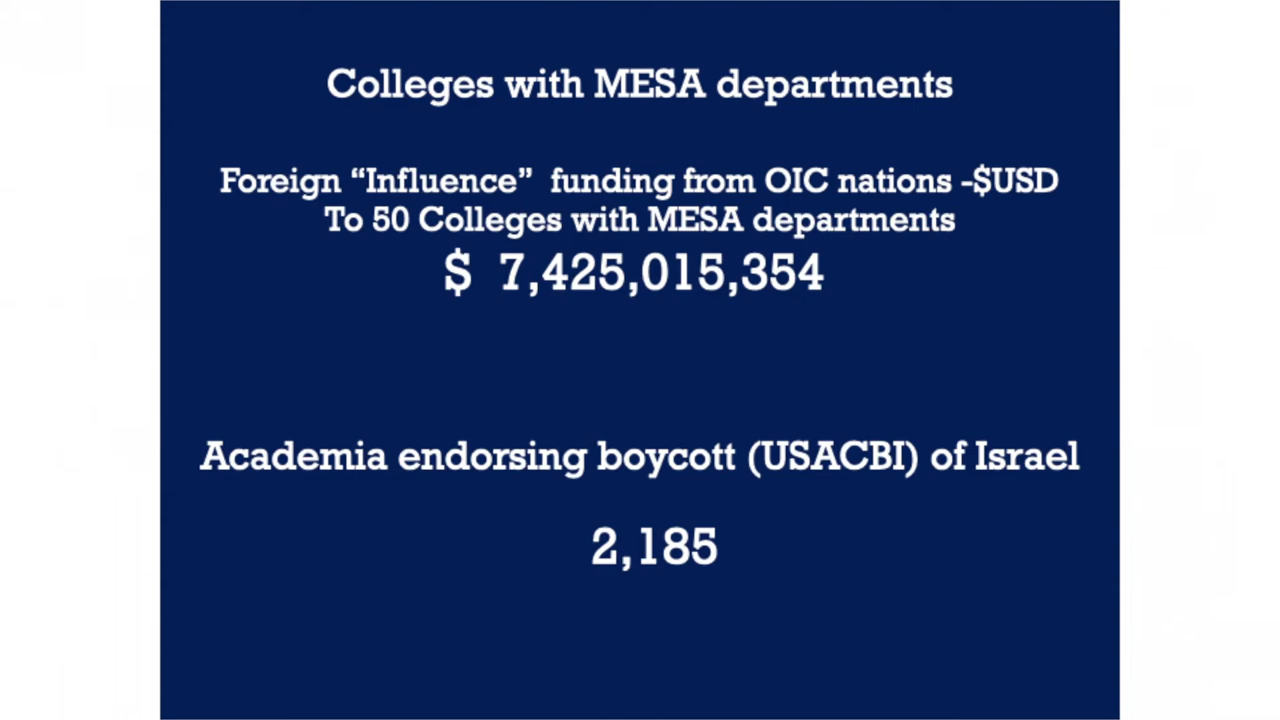 Colleges with MESA departments
Foreign “Influence” funding from OIC nations -$USD
To 50 Colleges with MESA departments
$ 7,425,015,354
Academia endorsing boycott (USACBI) of Israel
2,185